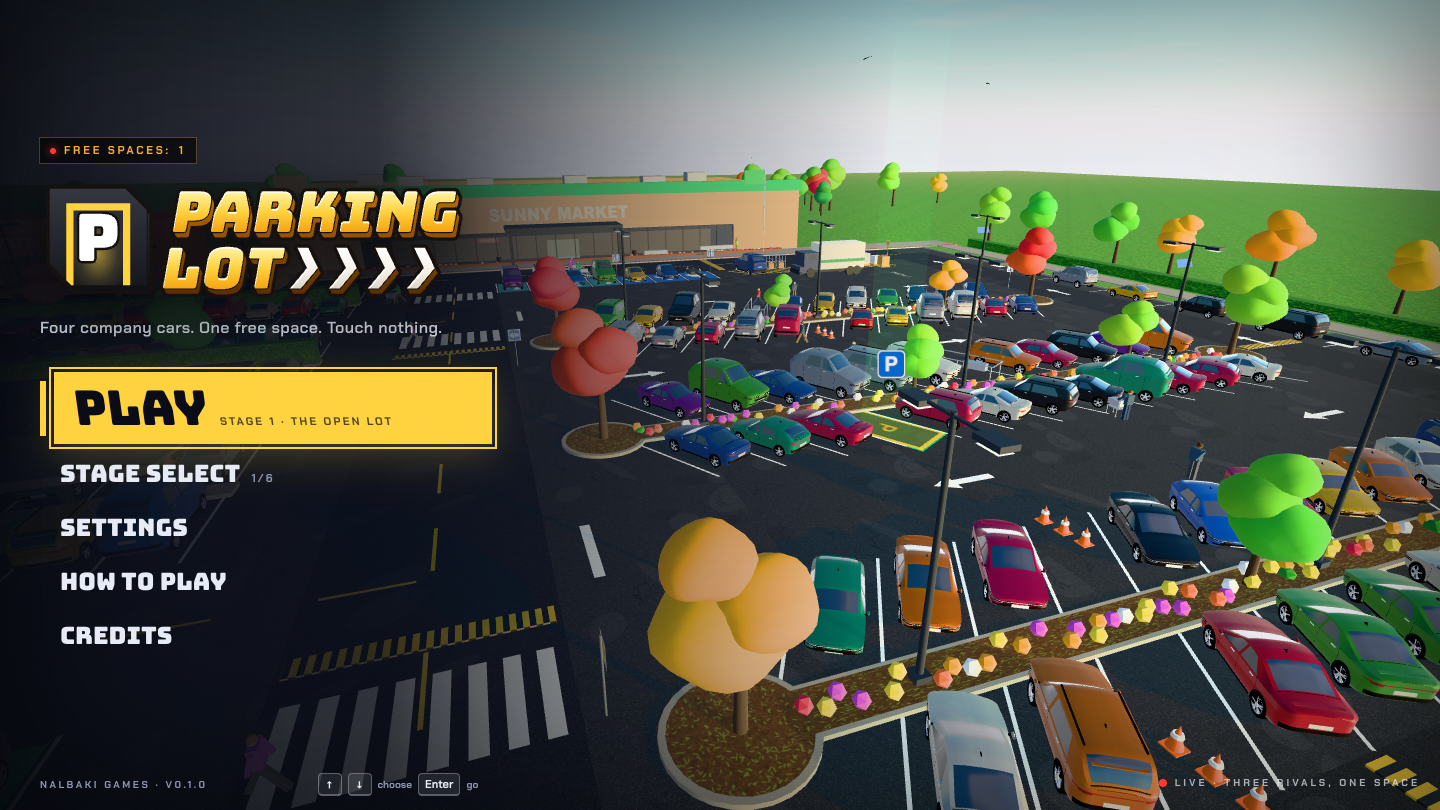 FREE SPACES: 1
P
PARKING
LOT
SUNNY MARKET
Four company cars. One free space. Touch nothing.
P
P
PLAY STAGE 1 · THE OPEN LOT
STAGE SELECT 1/6
SETTINGS
HOW TO PLAY
CREDITS
NALBAKI GAMES · V0.1.0
↑ ↓ choose Enter go
LIVE · THREE RIVALS, ONE SPACE